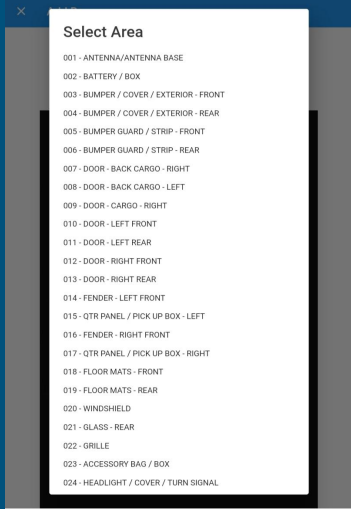 Select Area
001 - ANTENNA/ANTENNA BASE
002 - BATTERY / BOX
003 - BUMPER / COVER / EXTERIOR - FRONT
004 - BUMPER / COVER / EXTERIOR - REAR
005 - BUMPER GUARD / STRIP - FRONT
006 - BUMPER GUARD / STRIP - REAR
007 - DOOR - BACK CARGO - RIGHT
008 - DOOR - BACK CARGO - LEFT
009 - DOOR - CARGO - RIGHT
010 - DOOR - LEFT FRONT
011 - DOOR - LEFT REAR
012 - DOOR - RIGHT FRONT
013 - DOOR - RIGHT REAR
014 - FENDER - LEFT FRONT
015 - QTR PANEL / PICK UP BOX - LEFT
016 - FENDER - RIGHT FRONT
017 - QTR PANEL / PICK UP BOX - RIGHT
018 - FLOOR MATS - FRONT
019 - FLOOR MATS - REAR
020 - WINDSHIELD
021 - GLASS - REAR
022 - GRILLE
023 - ACCESSORY BAG / BOX
024 - HEADLIGHT / COVER / TURN SIGNAL